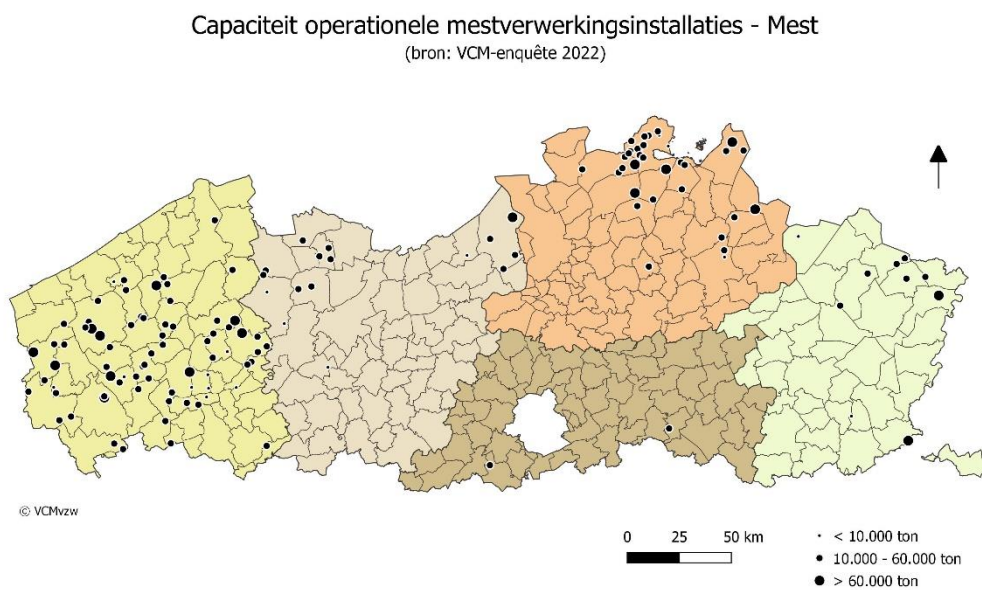 Capaciteit operationele mestverwerkingsinstallaties - Mest
(bron: VCM-enquête 2022)
© VCMvzw
0 25 50 km
< 10.000 ton
10.000 - 60.000 ton
> 60.000 ton